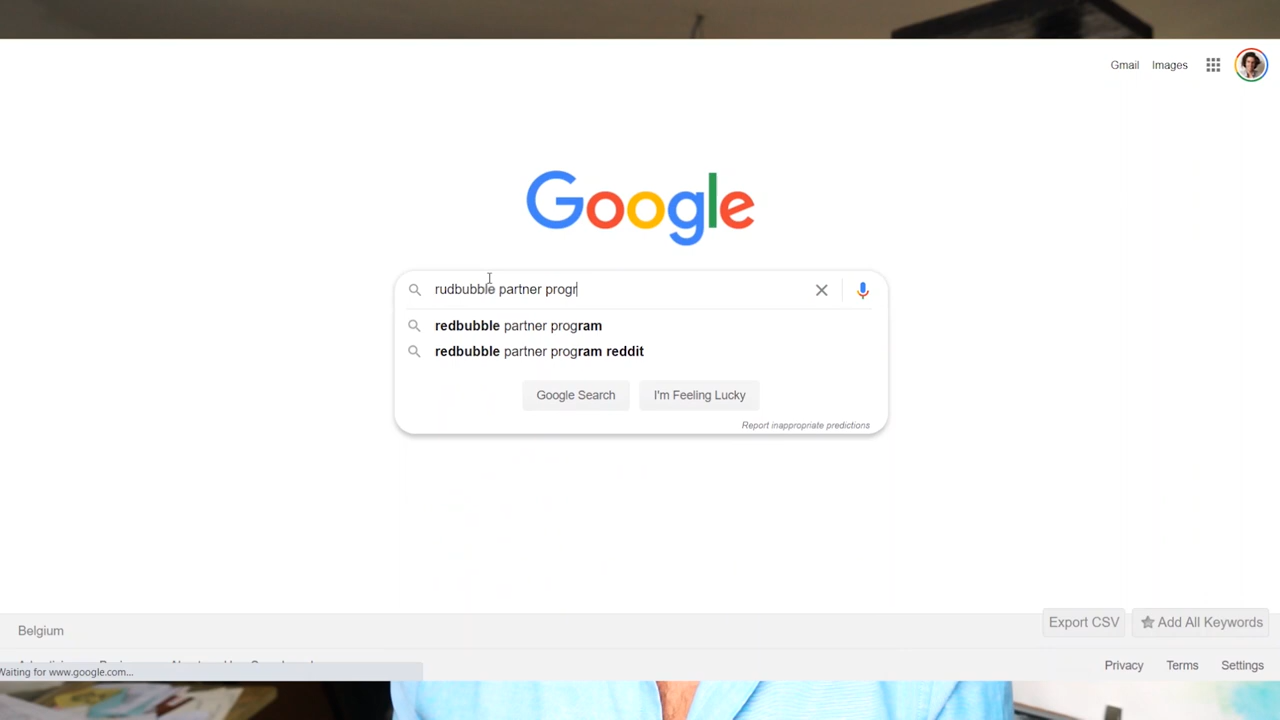 Gmail Images
Google
rudbubble partner progr
redbubble partner program
redbubble partner program reddit
Google Search I'm Feeling Lucky
Report inappropriate predictions
Export CSV Add All Keywords
Belgium
Waiting for www.google.com...
Privacy Terms Settings